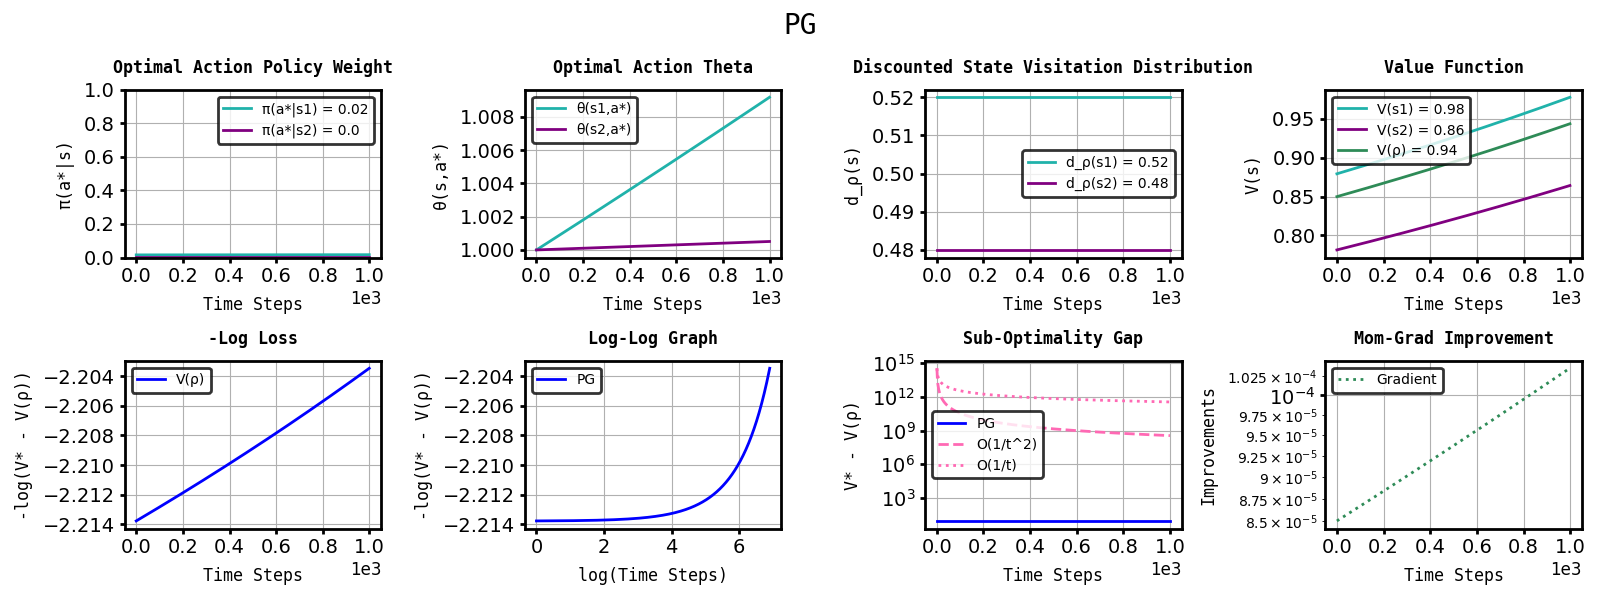 PG
Optimal Action Policy Weight
π(a*|s)
1.0
0.8
0.6
0.4
0.2
0.0
π(a*|s1) = 0.02
π(a*|s2) = 0.0
0.0 0.2 0.4 0.6 0.8 1.0
1e3
Time Steps
Optimal Action Theta
θ(s,a*)
1.008
1.006
1.004
1.002
1.000
θ(s1,a*)
θ(s2,a*)
0.0 0.2 0.4 0.6 0.8 1.0
1e3
Time Steps
Discounted State Visitation Distribution
d_ρ(s)
0.52
0.51
0.50
0.49
0.48
d_ρ(s1) = 0.52
d_ρ(s2) = 0.48
0.0 0.2 0.4 0.6 0.8 1.0
1e3
Time Steps
Value Function
V(s)
0.95
0.90
0.85
0.80
V(s1) = 0.98
V(s2) = 0.86
V(ρ) = 0.94
0.0 0.2 0.4 0.6 0.8 1.0
1e3
Time Steps
-Log Loss
-log(V* - V(ρ))
−2.204
−2.206
−2.208
−2.210
−2.212
−2.214
V(ρ)
0.0 0.2 0.4 0.6 0.8 1.0
1e3
Time Steps
Log-Log Graph
-log(V* - V(ρ))
−2.204
−2.206
−2.208
−2.210
−2.212
−2.214
PG
0 2 4 6
log(Time Steps)
Sub-Optimality Gap
V* - V(ρ)
10¹⁵
10¹²
10⁹
10⁶
10³
PG
O(1/t^2)
O(1/t)
0.0 0.2 0.4 0.6 0.8 1.0
1e3
Time Steps
Mom-Grad Improvement
Improvements
1.025 × 10⁻⁴
10⁻⁴
9.75 × 10⁻⁵
9.5 × 10⁻⁵
9.25 × 10⁻⁵
9 × 10⁻⁵
8.75 × 10⁻⁵
8.5 × 10⁻⁵
Gradient
0.0 0.2 0.4 0.6 0.8 1.0
1e3
Time Steps